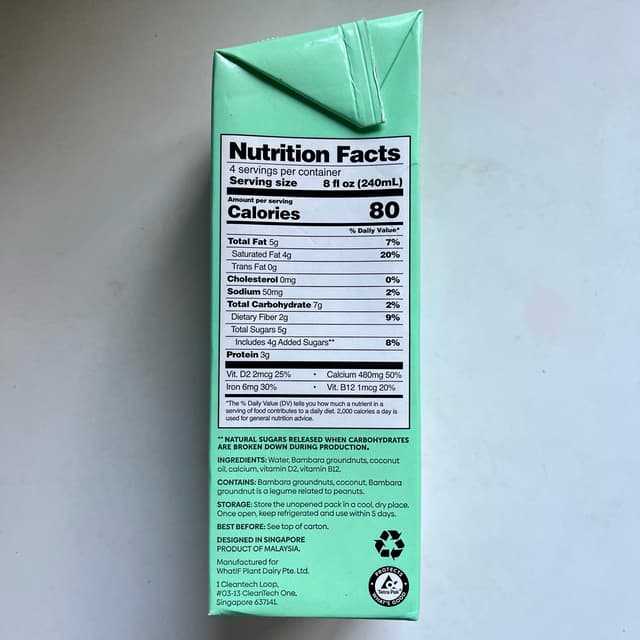 Nutrition Facts
4 servings per container
Serving size 8 fl oz (240mL)
Amount per serving
Calories 80
% Daily Value*
Total Fat 5g 7%
Saturated Fat 4g 20%
Trans Fat 0g
Cholesterol 0mg 0%
Sodium 50mg 2%
Total Carbohydrate 7g 2%
Dietary Fiber 2g 9%
Total Sugars 5g
Includes 4g Added Sugars** 8%
Protein 3g
Vit. D2 2mcg 25% • Calcium 480mg 50%
Iron 6mg 30% • Vit. B12 1mcg 20%
*The % Daily Value (DV) tells you how much a nutrient in a
serving of food contributes to a daily diet. 2,000 calories a day is
used for general nutrition advice.
**NATURAL SUGARS RELEASED WHEN CARBOHYDRATES
ARE BROKEN DOWN DURING PRODUCTION.
INGREDIENTS: Water, Bambara groundnuts, coconut
oil, calcium, vitamin D2, vitamin B12.
CONTAINS: Bambara groundnuts, coconut. Bambara
groundnut is a legume related to peanuts.
STORAGE: Store the unopened pack in a cool, dry place.
Once open, keep refrigerated and use within 5 days.
BEST BEFORE: See top of carton.
DESIGNED IN SINGAPORE
PRODUCT OF MALAYSIA.
Manufactured for
WhatIF Plant Dairy Pte. Ltd.
1 Cleantech Loop,
#03-13 CleanTech One,
Singapore 637141.
PROTECTS
Tetra Pak
WHAT'S GOOD